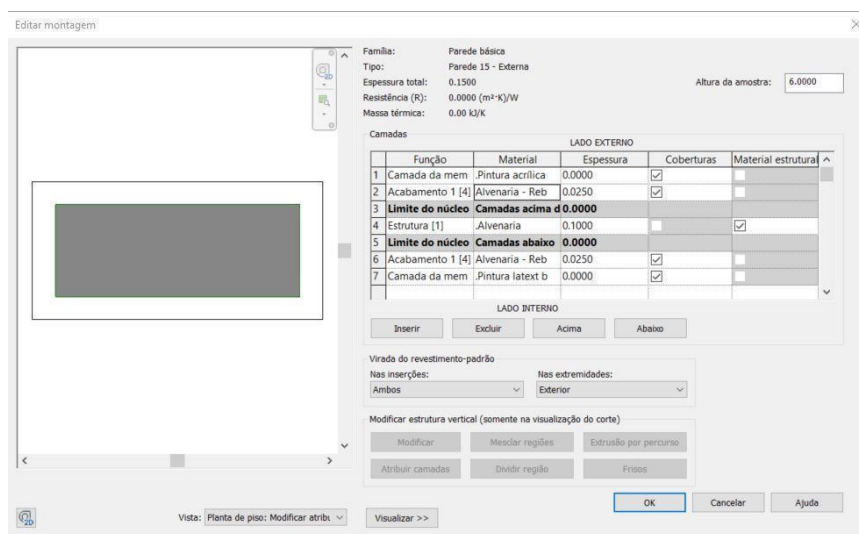 Editar montagem
Família: Parede básica
Tipo: Parede 15 - Externa
Espessura total: 0.1500 Altura da amostra: 6.0000
Resistência (R): 0.0000 (m²·K)/W
Massa térmica: 0.00 kJ/K
Camadas
LADO EXTERNO
Função Material Espessura Coberturas Material estrutural
1 Camada da mem .Pintura acrílica 0.0000
2 Acabamento 1 [4] Alvenaria - Reb 0.0250
3 Limite do núcleo Camadas acima d 0.0000
4 Estrutura [1] .Alvenaria 0.1000
5 Limite do núcleo Camadas abaixo 0.0000
6 Acabamento 1 [4] Alvenaria - Reb 0.0250
7 Camada da mem .Pintura latext b 0.0000
LADO INTERNO
Inserir Excluir Acima Abaixo
Virada do revestimento-padrão
Nas inserções: Nas extremidades:
Ambos Exterior
Modificar estrutura vertical (somente na visualização do corte)
Modificar Mesclar regiões Extrusão por percurso
Atribuir camadas Dividir região Frisos
OK Cancelar Ajuda
2D Vista: Planta de piso: Modificar atribu Visualizar >>